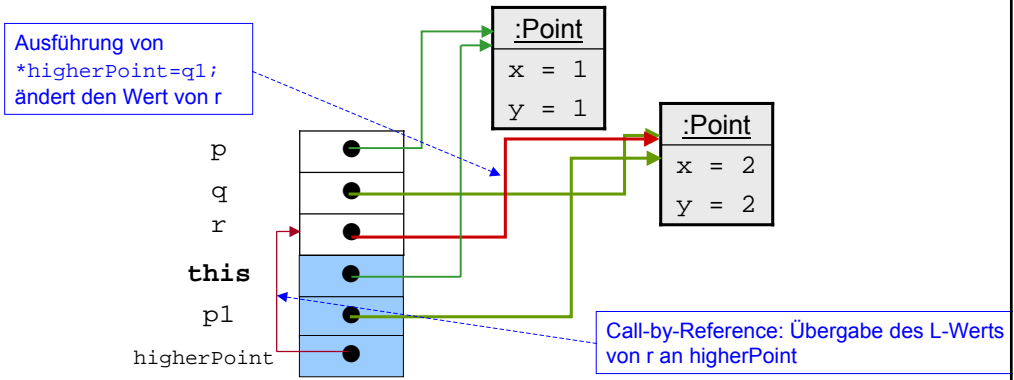 Ausführung von
*higherPoint=q1;
ändert den Wert von r
:Point
x = 1
y = 1
:Point
x = 2
y = 2
p
q
r
this
p1
higherPoint
Call-by-Reference: Übergabe des L-Werts
von r an higherPoint